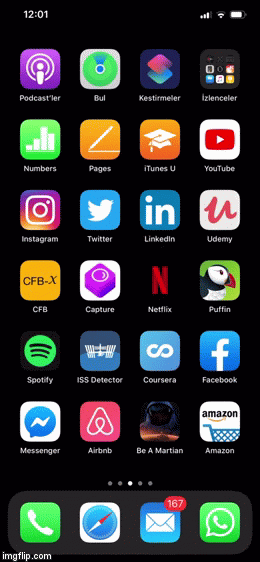 12:01
Podcast'ler Bul Kestirmeler İzlenceler
Numbers Pages iTunes U YouTube
Instagram Twitter LinkedIn Udemy
CFB-X
CFB Capture Netflix Puffin
Spotify ISS Detector Coursera Facebook
amazon
Messenger Airbnb Be A Martian Amazon
167
imgflip.com